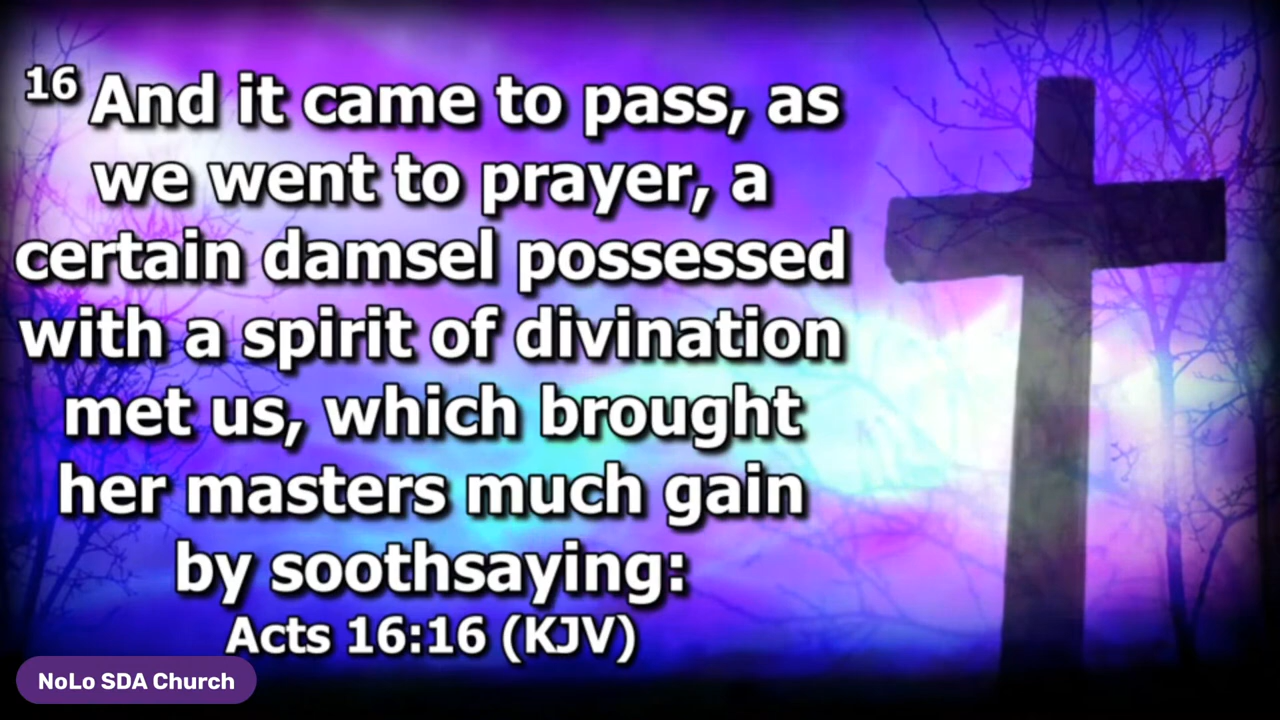 16 And it came to pass, as
we went to prayer, a
certain damsel possessed
with a spirit of divination
met us, which brought
her masters much gain
by soothsaying:
Acts 16:16 (KJV)
NoLo SDA Church